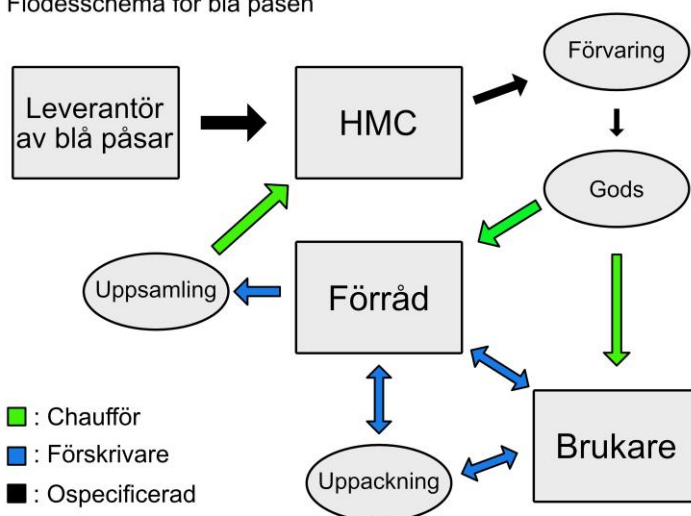 Flödesschema för blå påsen
Förvaring
Leverantör
av blå påsar
HMC
Gods
Uppsamling
Förråd
: Chaufför
: Förskrivare
: Ospecificerad
Uppackning
Brukare